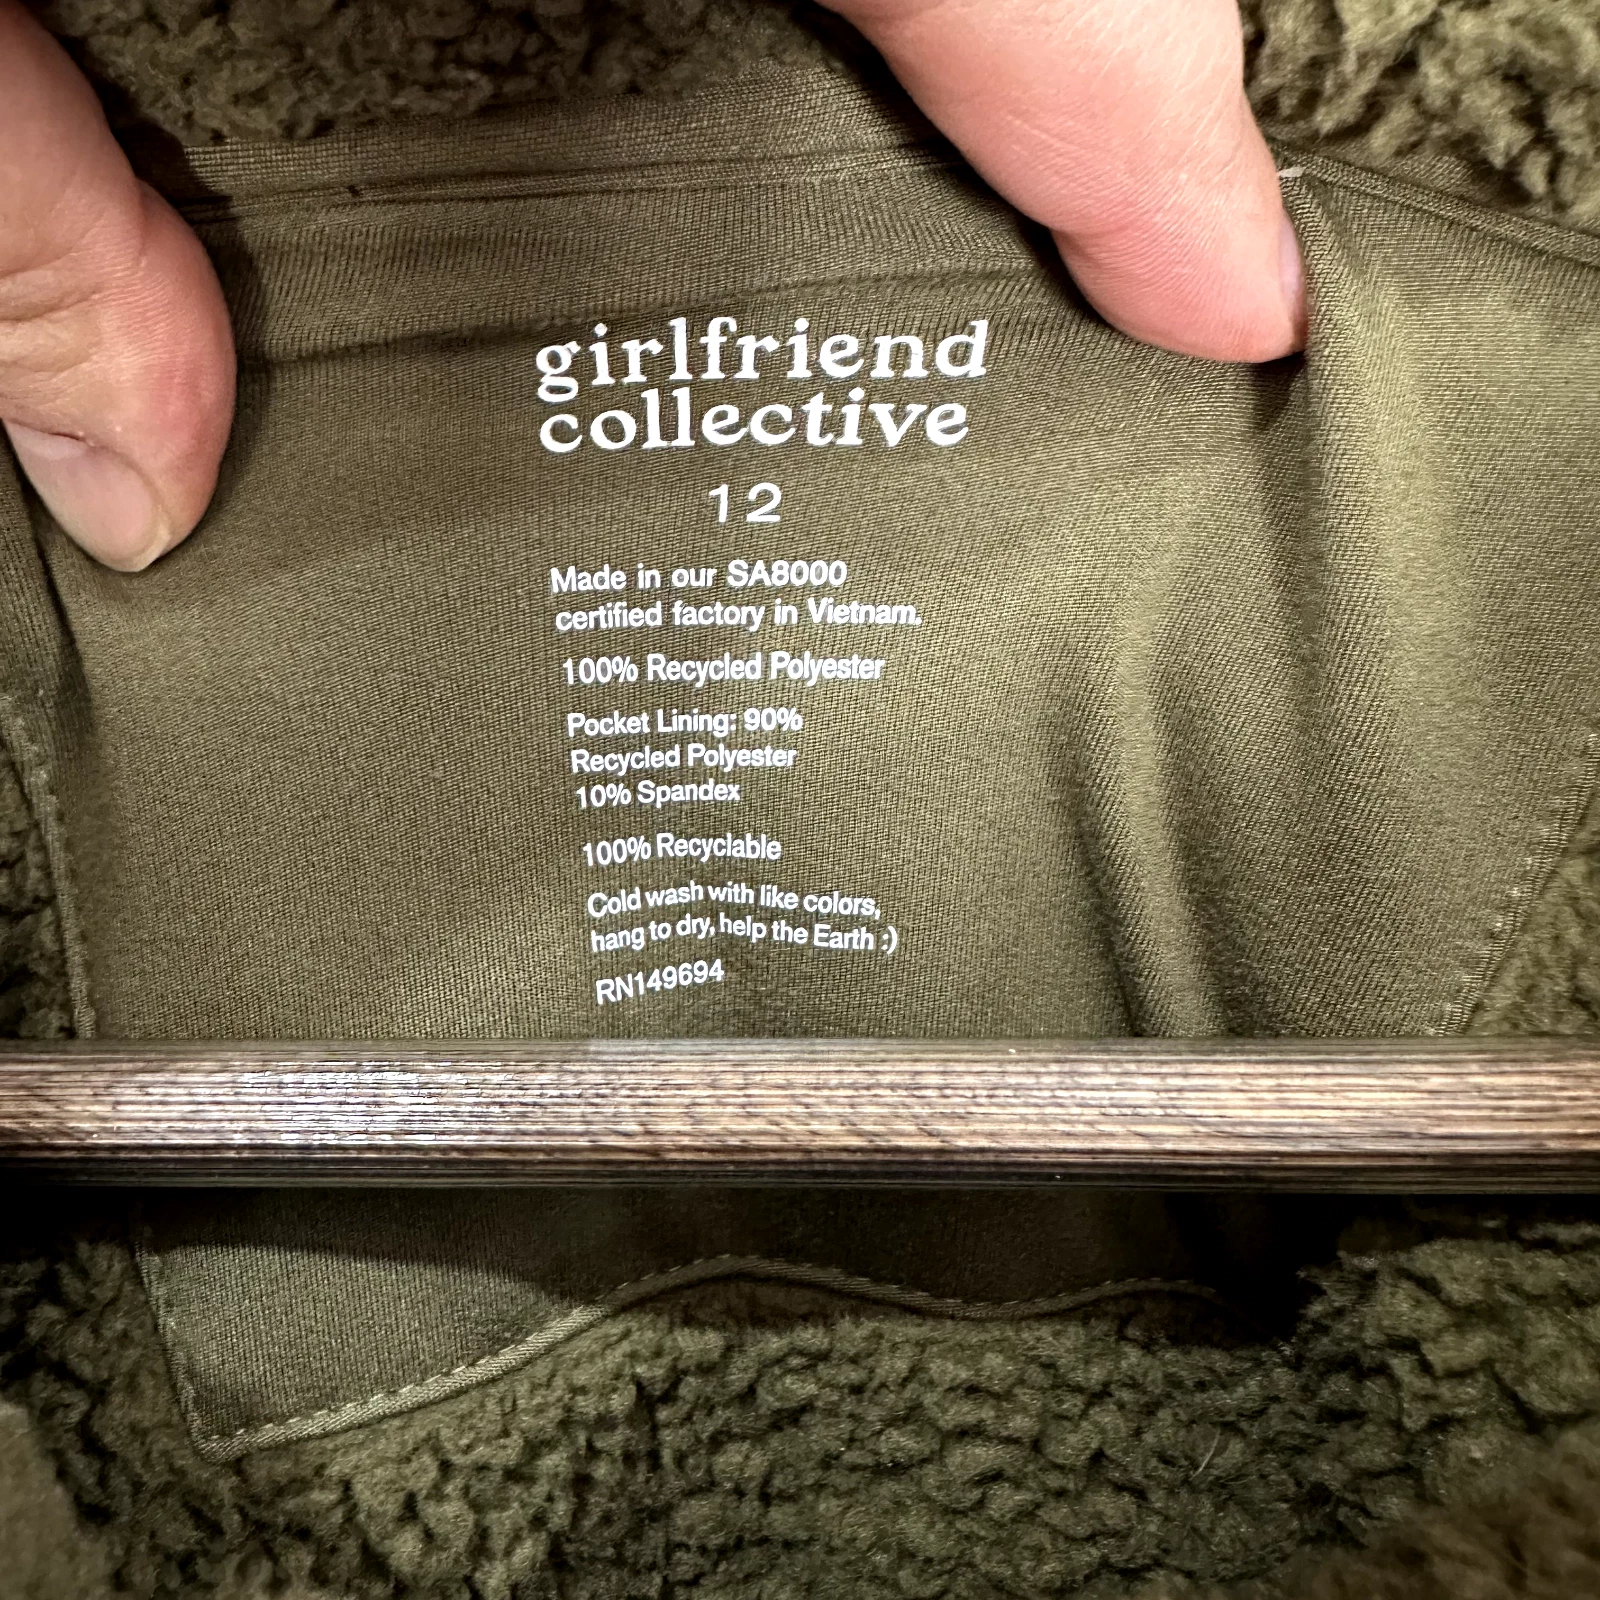 girlfriend
collective
12
Made in our SA8000
certified factory in Vietnam.
100% Recycled Polyester
Pocket Lining: 90%
Recycled Polyester
10% Spandex
100% Recyclable
Cold wash with like colors,
hang to dry, help the Earth :)
RN149694